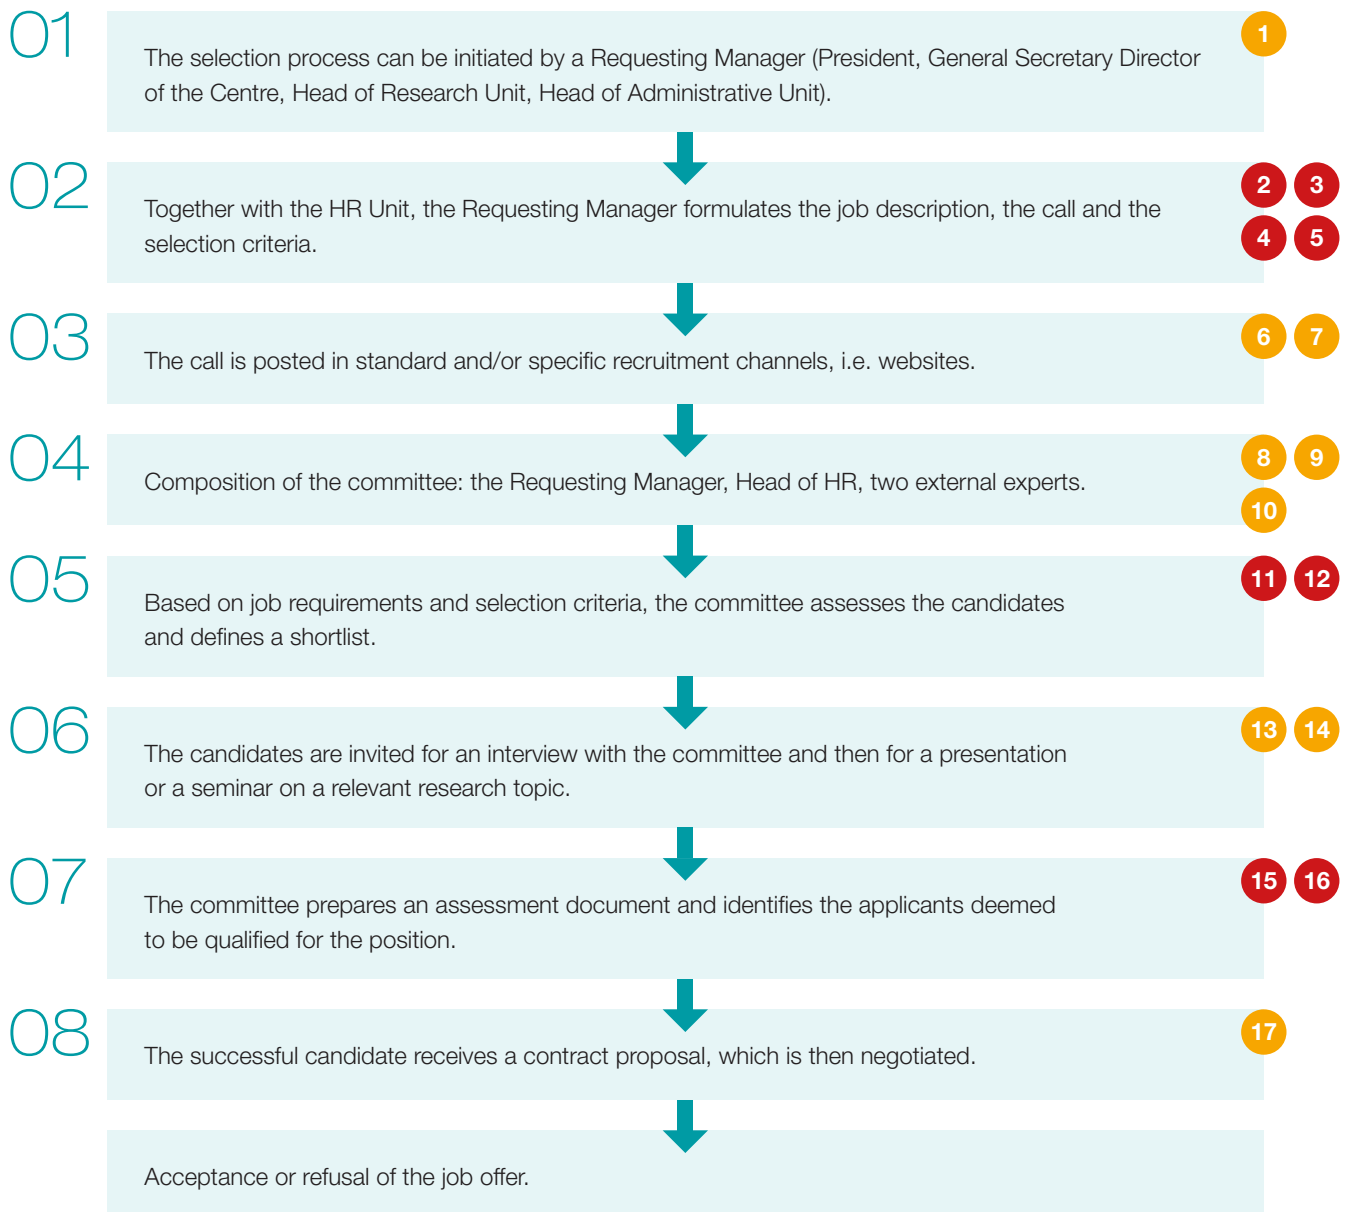 01
1
The selection process can be initiated by a Requesting Manager (President, General Secretary Director
of the Centre, Head of Research Unit, Head of Administrative Unit).
02
2 3
Together with the HR Unit, the Requesting Manager formulates the job description, the call and the
selection criteria.
4 5
03
6 7
The call is posted in standard and/or specific recruitment channels, i.e. websites.
04
8 9
Composition of the committee: the Requesting Manager, Head of HR, two external experts.
10
05
11 12
Based on job requirements and selection criteria, the committee assesses the candidates
and defines a shortlist.
06
13 14
The candidates are invited for an interview with the committee and then for a presentation
or a seminar on a relevant research topic.
07
15 16
The committee prepares an assessment document and identifies the applicants deemed
to be qualified for the position.
08
17
The successful candidate receives a contract proposal, which is then negotiated.
Acceptance or refusal of the job offer.